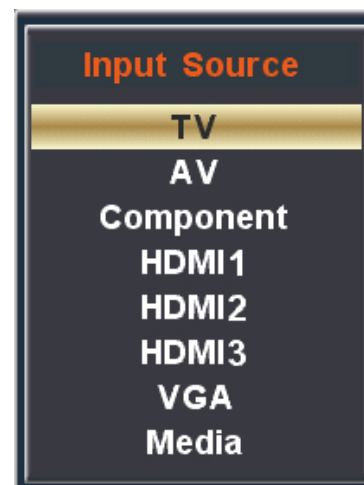 Input Source
TV
AV
Component
HDMI1
HDMI2
HDMI3
VGA
Media